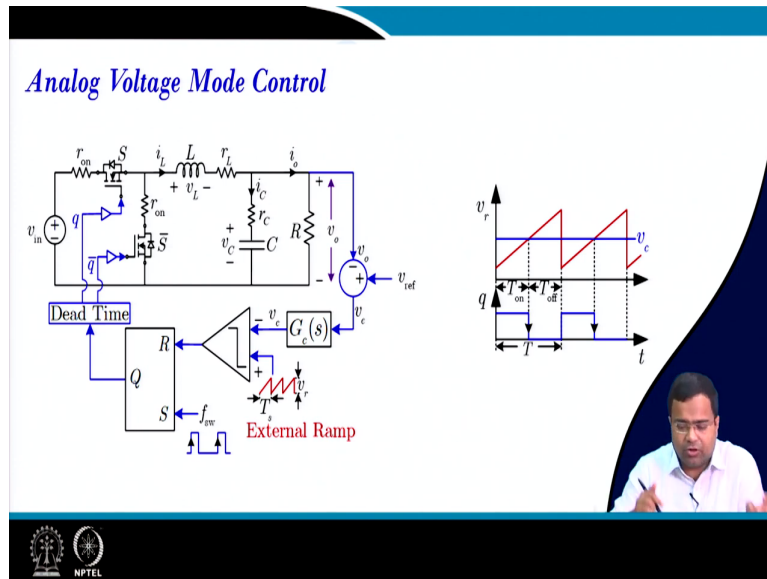 Analog Voltage Mode Control
r_on S i_L L r_L i_o
+ v_L −
i_C
r_on r_C
q
v_in S̄ + v_C − C R + v_o −
q̄
v_o
−
+ v_ref
Dead Time
v_c
R − v_c G_c(s)
Q +
v_r
S f_sw T_s
External Ramp
v_r
v_c
T_on T_off
q
T
t
NPTEL